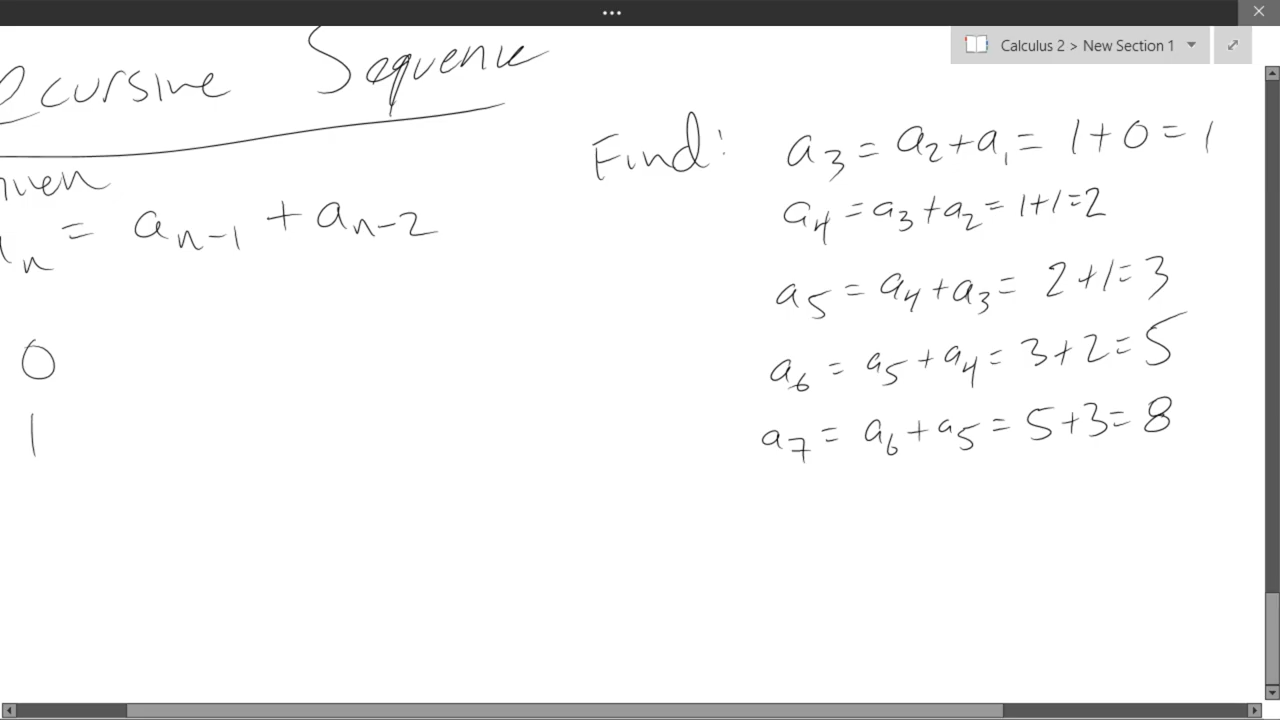 ...
Calculus 2 > New Section 1
ecursive Sequence
iven
aₙ = aₙ₋₁ + aₙ₋₂
0
1
Find: a₃ = a₂ + a₁ = 1 + 0 = 1
a₄ = a₃ + a₂ = 1 + 1 = 2
a₅ = a₄ + a₃ = 2 + 1 = 3
a₆ = a₅ + a₄ = 3 + 2 = 5
a₇ = a₆ + a₅ = 5 + 3 = 8